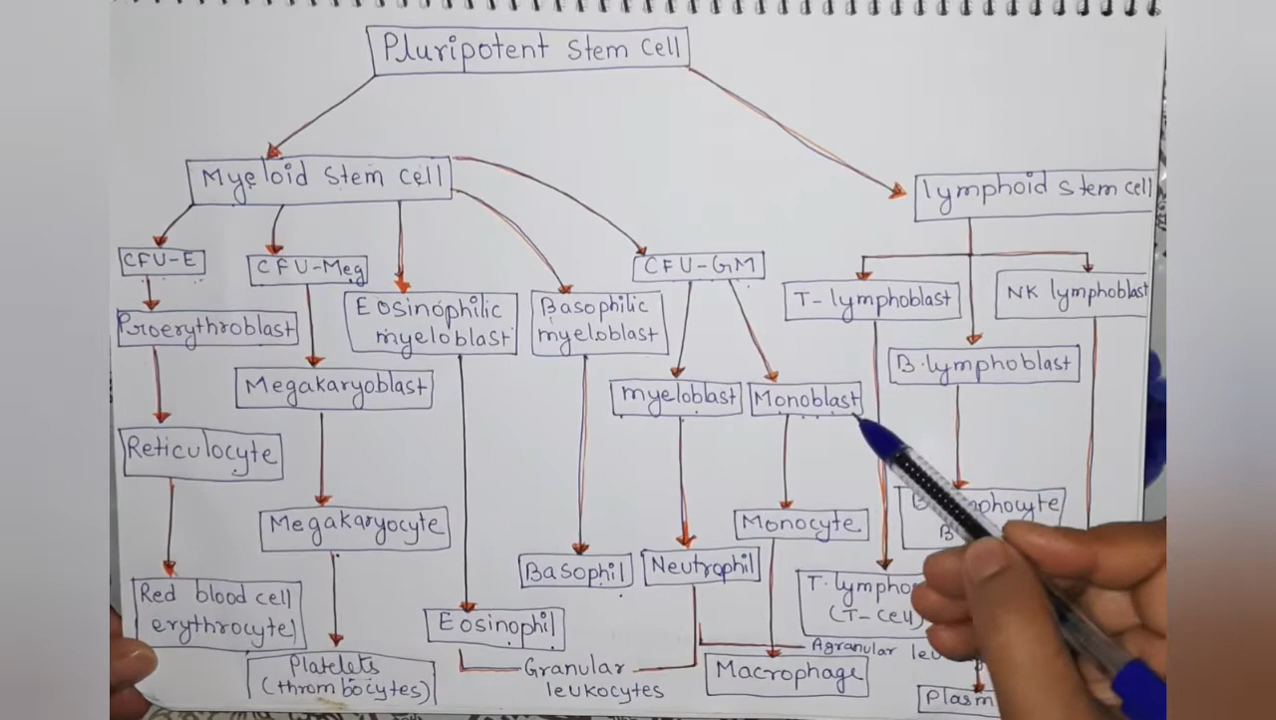 Pluripotent Stem Cell
Myeloid Stem Cell
lymphoid stem cell
CFU-E
CFU-Meg
CFU-GM
Eosinophilic
myeloblast
Basophilic
myeloblast
T-lymphoblast
NK lymphoblast
Proerythroblast
B.lymphoblast
Megakaryoblast
myeloblast
Monoblast
Reticulocyte
Megakaryocyte
Monocyte
Basophil
Neutrophil
Red blood cell
erythrocyte)
T.lympho
(T-Cell)
Eosinophil
Granular
leukocytes
Agranular
Platelets
(thrombocytes)
Macrophage